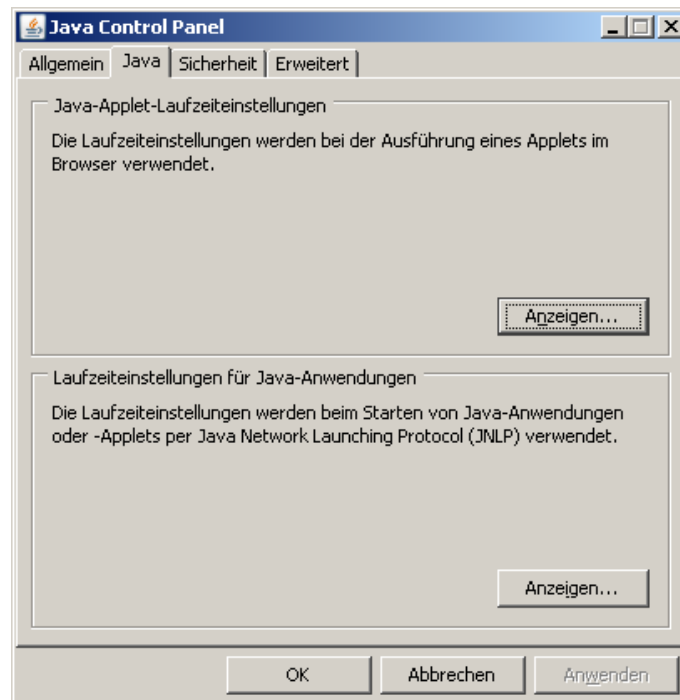 Java Control Panel
Allgemein Java Sicherheit Erweitert
Java-Applet-Laufzeiteinstellungen
Die Laufzeiteinstellungen werden bei der Ausführung eines Applets im
Browser verwendet.
Anzeigen...
Laufzeiteinstellungen für Java-Anwendungen
Die Laufzeiteinstellungen werden beim Starten von Java-Anwendungen
oder -Applets per Java Network Launching Protocol (JNLP) verwendet.
Anzeigen...
OK Abbrechen Anwenden